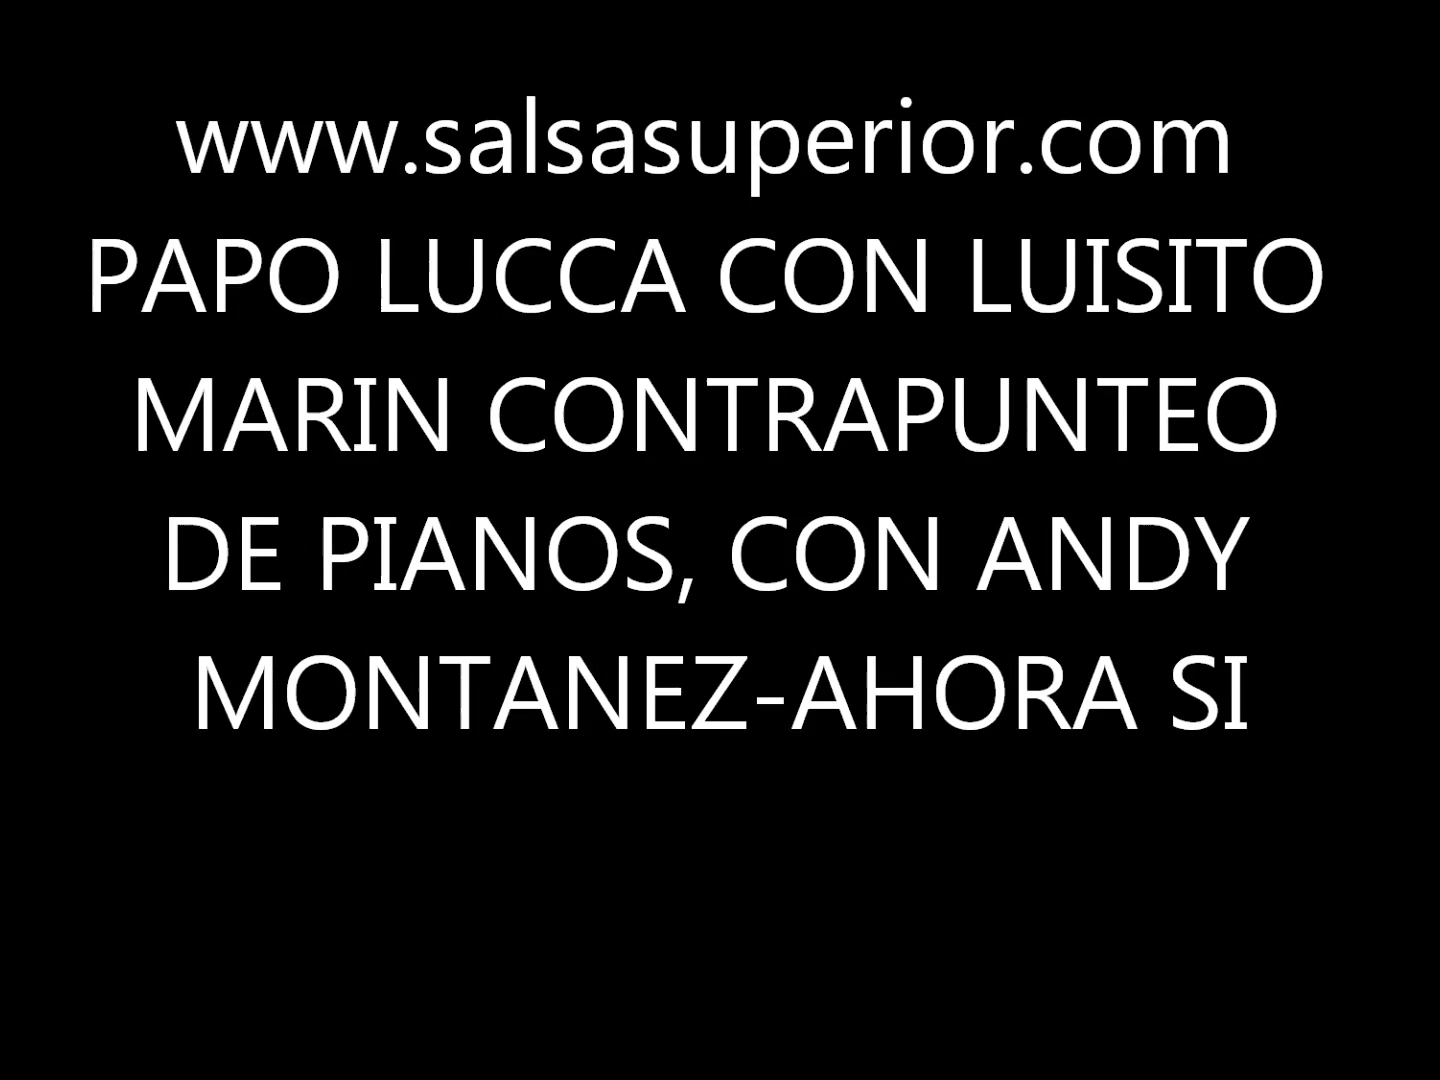 www.salsasuperior.com
PAPO LUCCA CON LUISITO
MARIN CONTRAPUNTEO
DE PIANOS, CON ANDY
MONTANEZ-AHORA SI